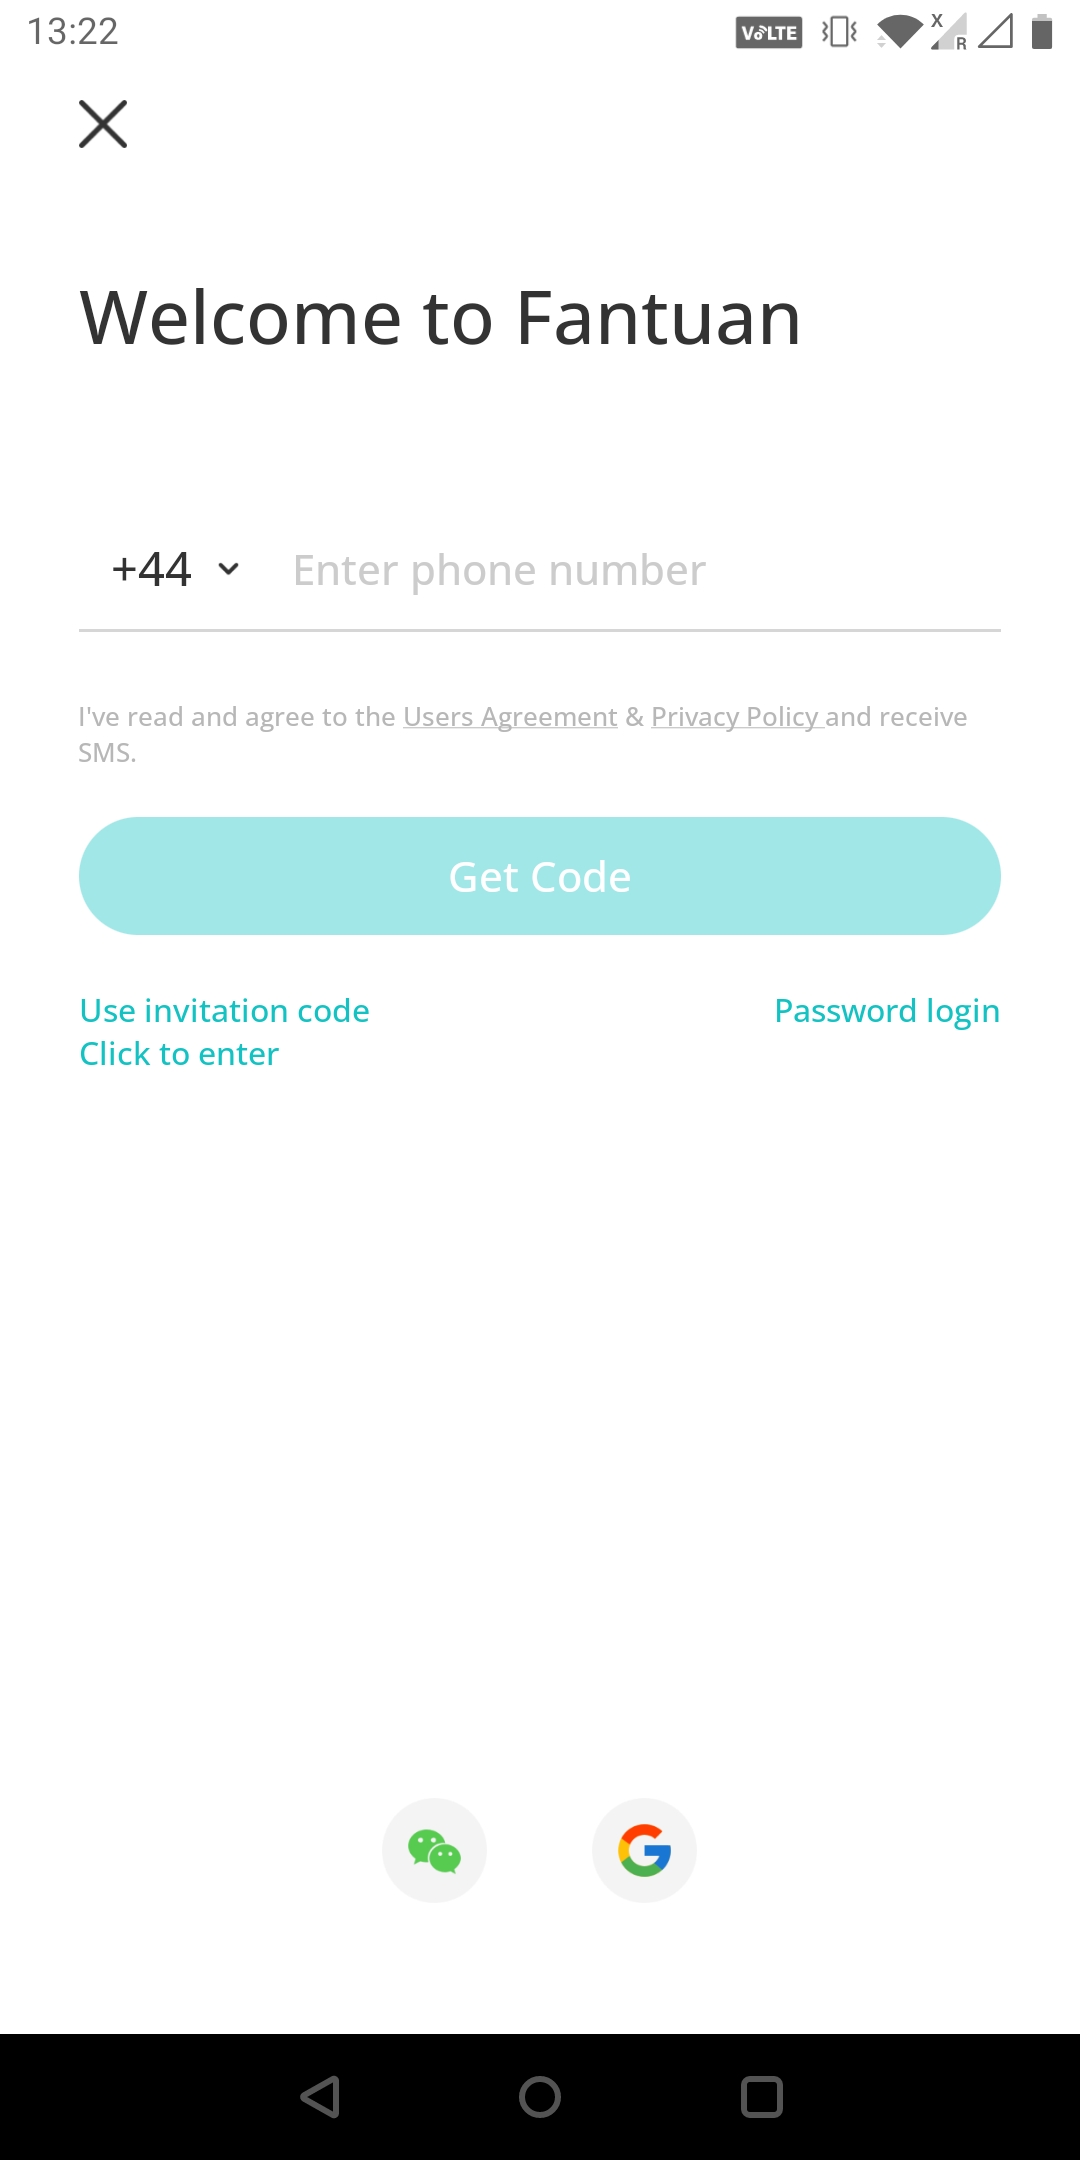 13:22 VoLTE X R
Welcome to Fantuan
+44 Enter phone number
I've read and agree to the Users Agreement & Privacy Policy and receive
SMS.
Get Code
Use invitation code Password login
Click to enter